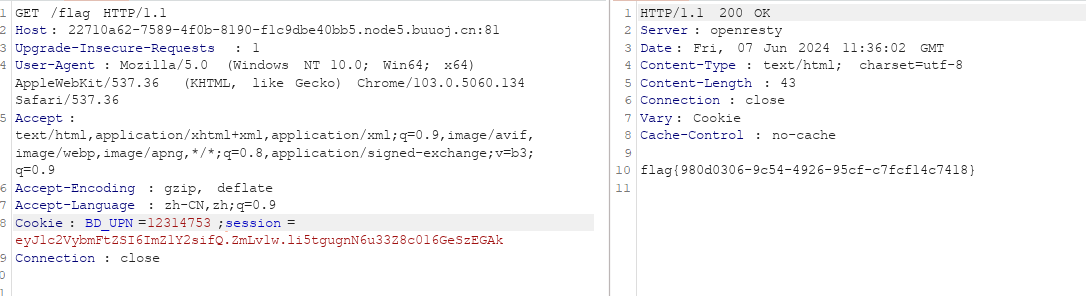 1 GET /flag HTTP/1.1
2 Host: 22710a62-7589-4f0b-8190-f1c9dbe40bb5.node5.buuoj.cn:81
3 Upgrade-Insecure-Requests : 1
4 User-Agent : Mozilla/5.0 (Windows NT 10.0; Win64; x64)
AppleWebKit/537.36 (KHTML, like Gecko) Chrome/103.0.5060.134
Safari/537.36
5 Accept :
text/html,application/xhtml+xml,application/xml;q=0.9,image/avif,
image/webp,image/apng,*/*;q=0.8,application/signed-exchange;v=b3;
q=0.9
6 Accept-Encoding : gzip, deflate
7 Accept-Language : zh-CN,zh;q=0.9
8 Cookie : BD_UPN =12314753 ;session =
eyJ1c2VybmFtZSI6ImZ1Y2sifQ.ZmLv1w.li5tgugnN6u33Z8c016GeSzEGAk
9 Connection : close
0
1
1 HTTP/1.1 200 OK
2 Server : openresty
3 Date : Fri, 07 Jun 2024 11:36:02 GMT
4 Content-Type : text/html; charset=utf-8
5 Content-Length : 43
6 Connection : close
7 Vary : Cookie
8 Cache-Control : no-cache
9
10 flag{980d0306-9c54-4926-95cf-c7fcf14c7418}
11